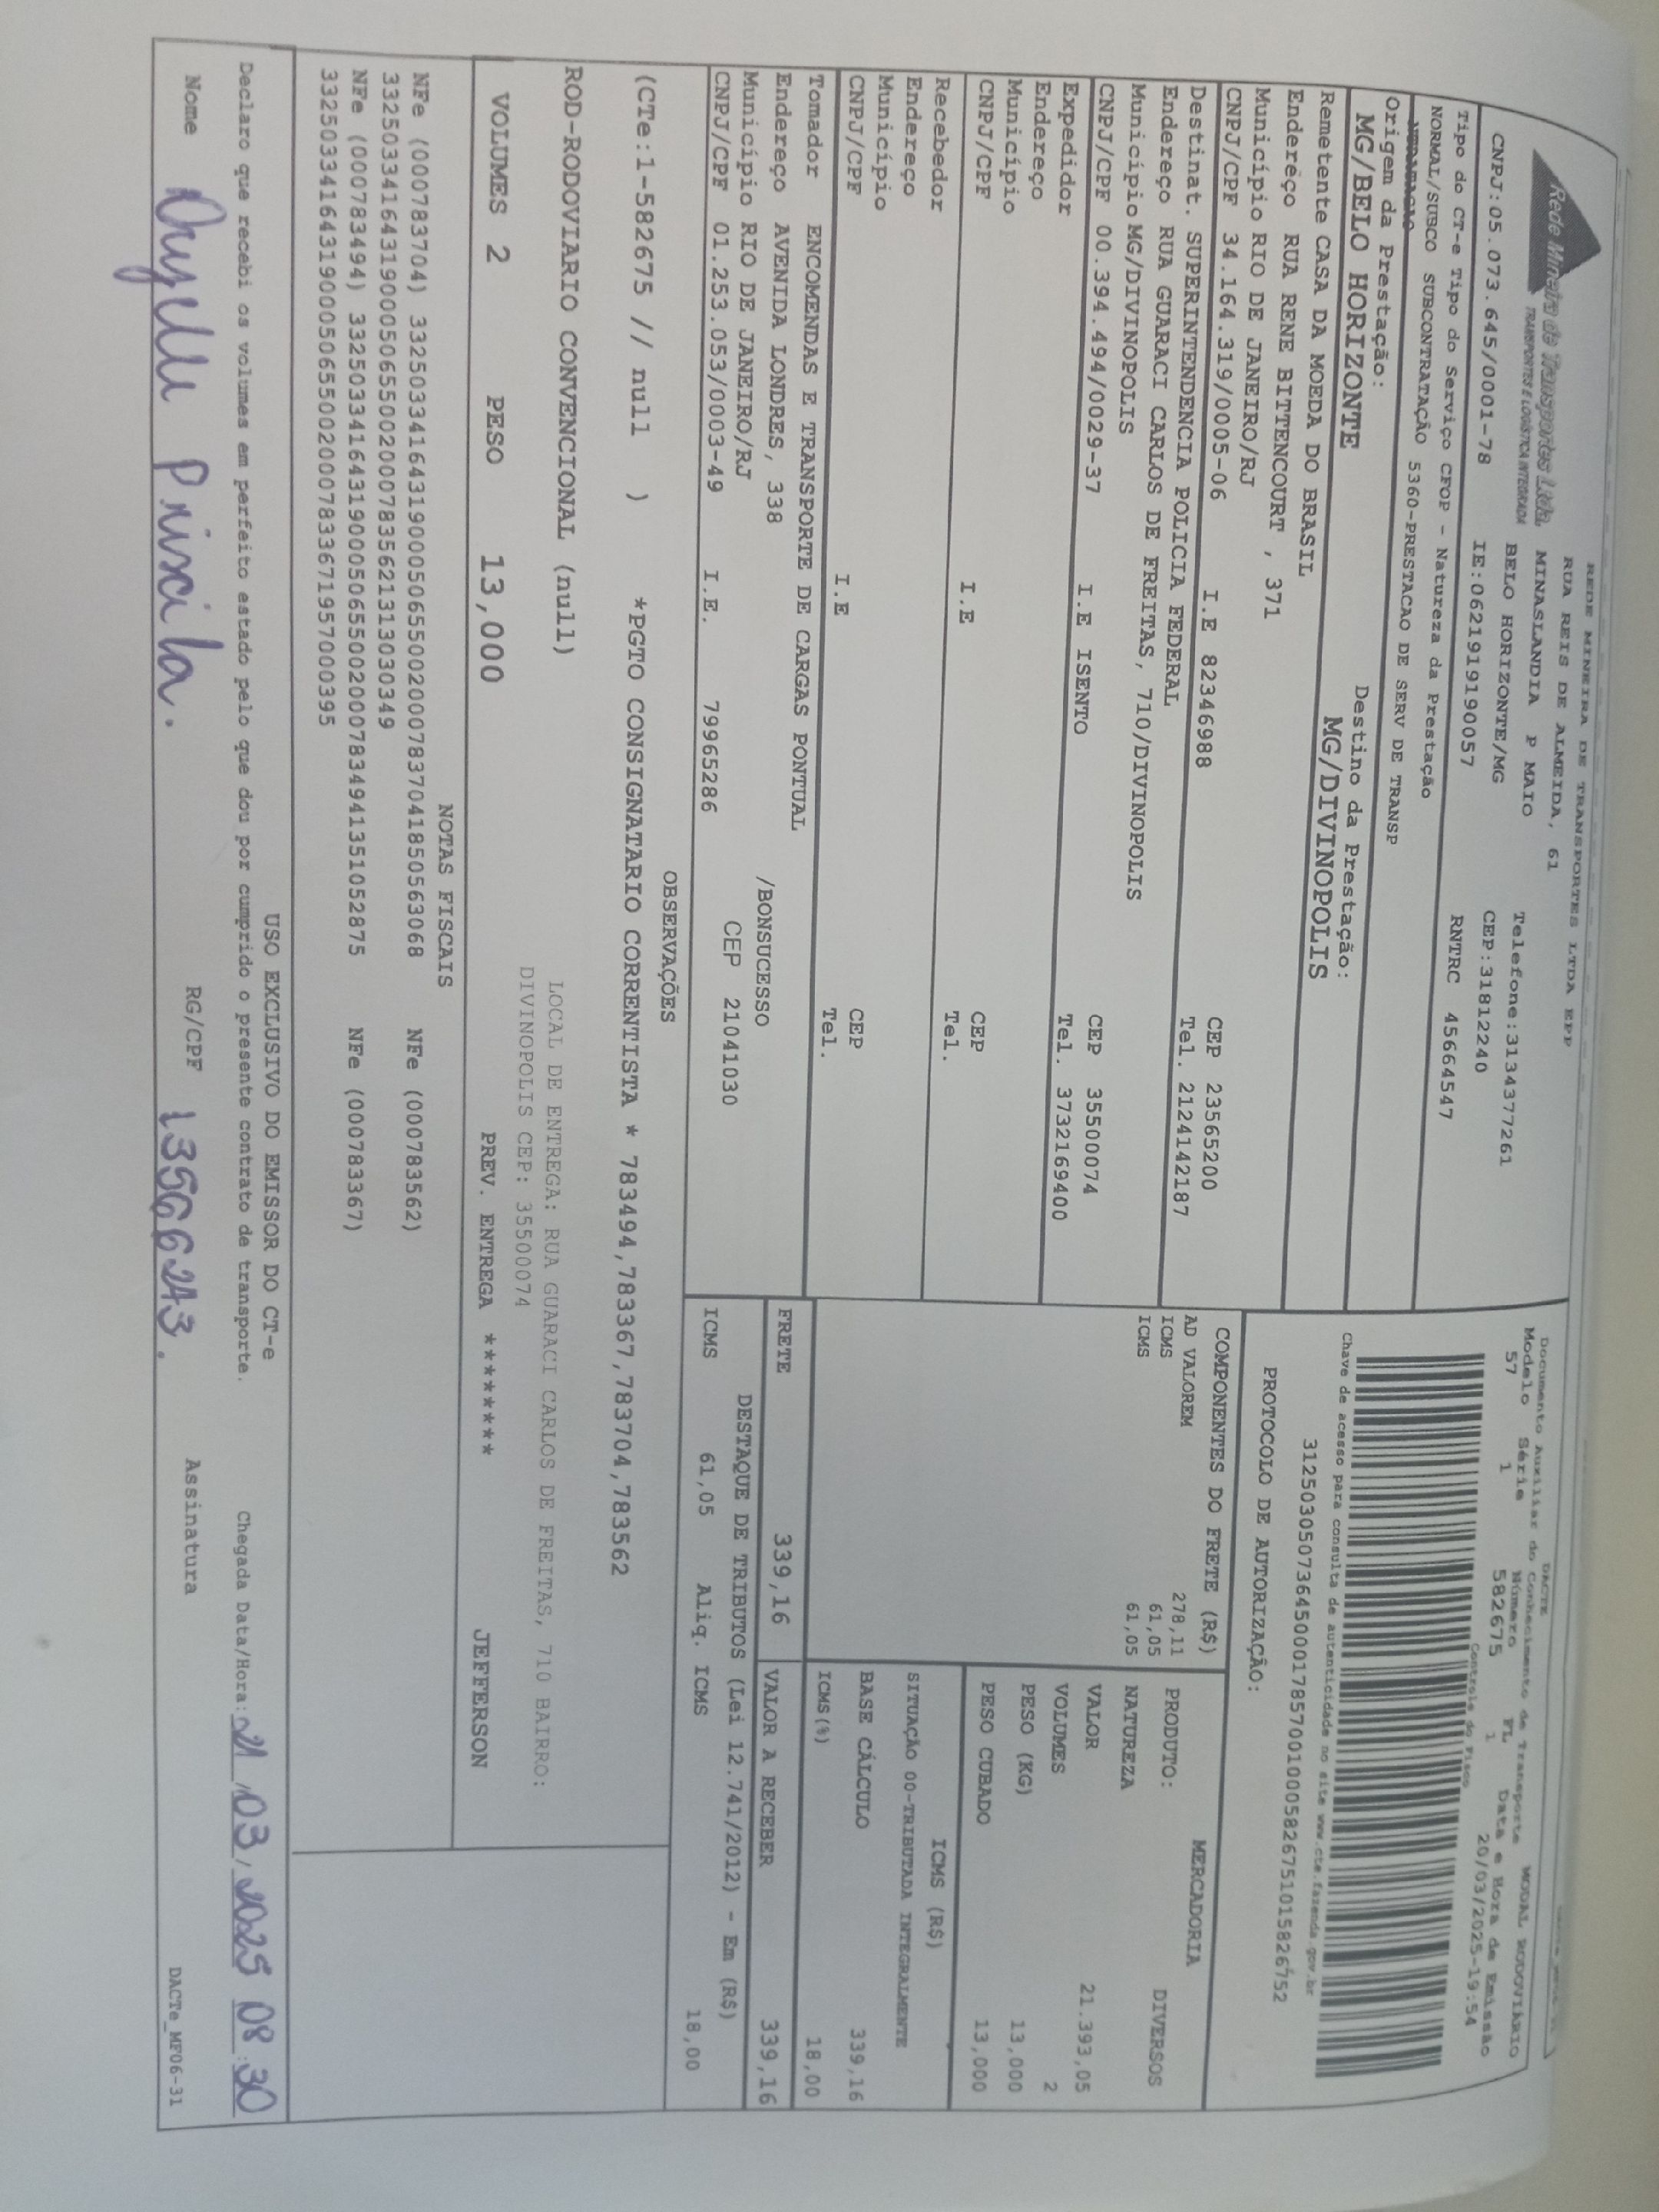 Rede Mineira de Transportes Ltda.
TRANSPORTES E LOGÍSTICA INTEGRADA
REDE MINEIRA DE TRANSPORTES LTDA EPP
RUA REIS DE ALMEIDA, 61
MINASLANDIA P MAIO Telefone:3134377261
BELO HORIZONTE/MG CEP:31812240
CNPJ:05.073.645/0001-78 IE:0621919190057 RNTRC 45664547
DACTE
Documento Auxiliar do Conhecimento de Transporte MODAL RODOVIÁRIO
Modelo Série Número FL Data e Hora de Emissão
57 1 582675 1 20/03/2025-19:54
Controle do Fisco
Tipo do CT-e Tipo do Serviço CFOP - Natureza da Prestação
NORMAL/SUBCO SUBCONTRATAÇÃO 5360-PRESTACAO DE SERV DE TRANSP
Chave de acesso para consulta de autenticidade no site www.cte.fazenda.gov.br
31250305073645000178570010005826751015826752
PROTOCOLO DE AUTORIZAÇÃO:
Origem da Prestação: Destino da Prestação:
MG/BELO HORIZONTE MG/DIVINOPOLIS
Remetente CASA DA MOEDA DO BRASIL
Endereço RUA RENE BITTENCOURT , 371
Município RIO DE JANEIRO/RJ CEP 23565200
CNPJ/CPF 34.164.319/0005-06 I.E 82346988 Tel. 2124142187
Destinat. SUPERINTENDENCIA POLICIA FEDERAL
Endereço RUA GUARACI CARLOS DE FREITAS, 710/DIVINOPOLIS
Município MG/DIVINOPOLIS CEP 35500074
CNPJ/CPF 00.394.494/0029-37 I.E ISENTO Tel. 3732169400
Expedidor
Endereço
Município CEP
CNPJ/CPF I.E Tel.
Recebedor
Endereço
Município CEP
CNPJ/CPF I.E Tel.
Tomador ENCOMENDAS E TRANSPORTE DE CARGAS PONTUAL
Endereço AVENIDA LONDRES, 338 /BONSUCESSO
Município RIO DE JANEIRO/RJ CEP 21041030
CNPJ/CPF 01.253.053/0003-49 I.E. 79965286
COMPONENTES DO FRETE (R$)
AD VALOREM 278,11
ICMS 61,05
ICMS 61,05
MERCADORIA
PRODUTO: DIVERSOS
NATUREZA
VALOR 21.393,05
VOLUMES 2
PESO (KG) 13,000
PESO CUBADO 13,000
ICMS (R$)
SITUAÇÃO 00-TRIBUTADA INTEGRALMENTE
BASE CÁLCULO 339,16
ICMS(%) 18,00
FRETE 339,16 VALOR A RECEBER 339,16
DESTAQUE DE TRIBUTOS (Lei 12.741/2012) - Em (R$)
ICMS 61,05 Aliq. ICMS 18,00
OBSERVAÇÕES
(CTe:1-582675 // null ) *PGTO CONSIGNATARIO CORRENTISTA * 783494,783367,783704,783562
ROD-RODOVIARIO CONVENCIONAL (null) LOCAL DE ENTREGA: RUA GUARACI CARLOS DE FREITAS, 710 BAIRRO:
DIVINOPOLIS CEP: 35500074
VOLUMES 2 PESO 13,000 PREV. ENTREGA ******** JEFFERSON
NOTAS FISCAIS
NFe (000783704) 33250334164319000506550020007837041850563068 NFe (000783562)
33250334164319000506550020007835621313030349
NFe (000783494) 33250334164319000506550020007834941351052875 NFe (000783367)
33250334164319000506550020007833671957000395
USO EXCLUSIVO DO EMISSOR DO CT-e
Declaro que recebi os volumes em perfeito estado pelo que dou por cumprido o presente contrato de transporte. Chegada Data/Hora: 21/03/2025 08:30
Nome Dayelle Priscila. RG/CPF 13566243. Assinatura
DACTe_MF06-31